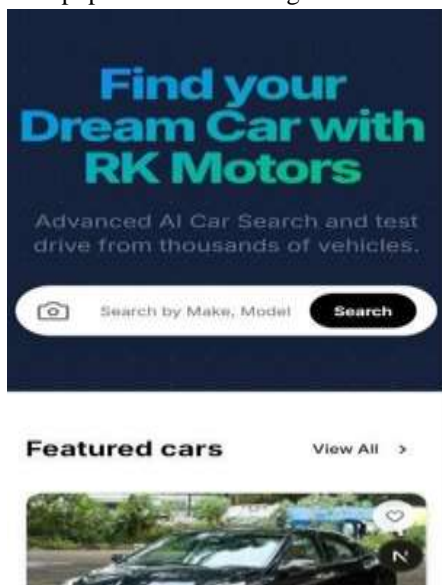 Find your
Dream Car with
RK Motors
Advanced AI Car Search and test
drive from thousands of vehicles.
Search by Make, Model
Search
Featured cars
View All >
N